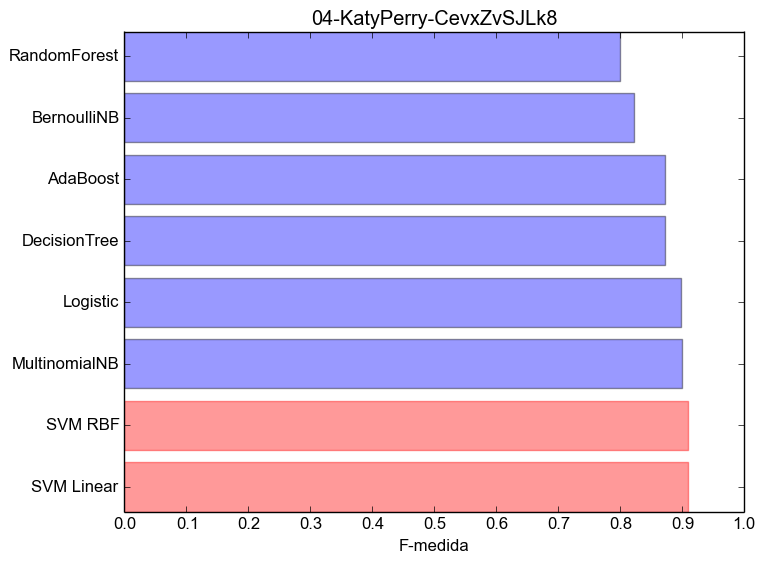 04-KatyPerry-CevxZvSJLk8
RandomForest
BernoulliNB
AdaBoost
DecisionTree
Logistic
MultinomialNB
SVM RBF
SVM Linear
0.0 0.1 0.2 0.3 0.4 0.5 0.6 0.7 0.8 0.9 1.0
F-medida